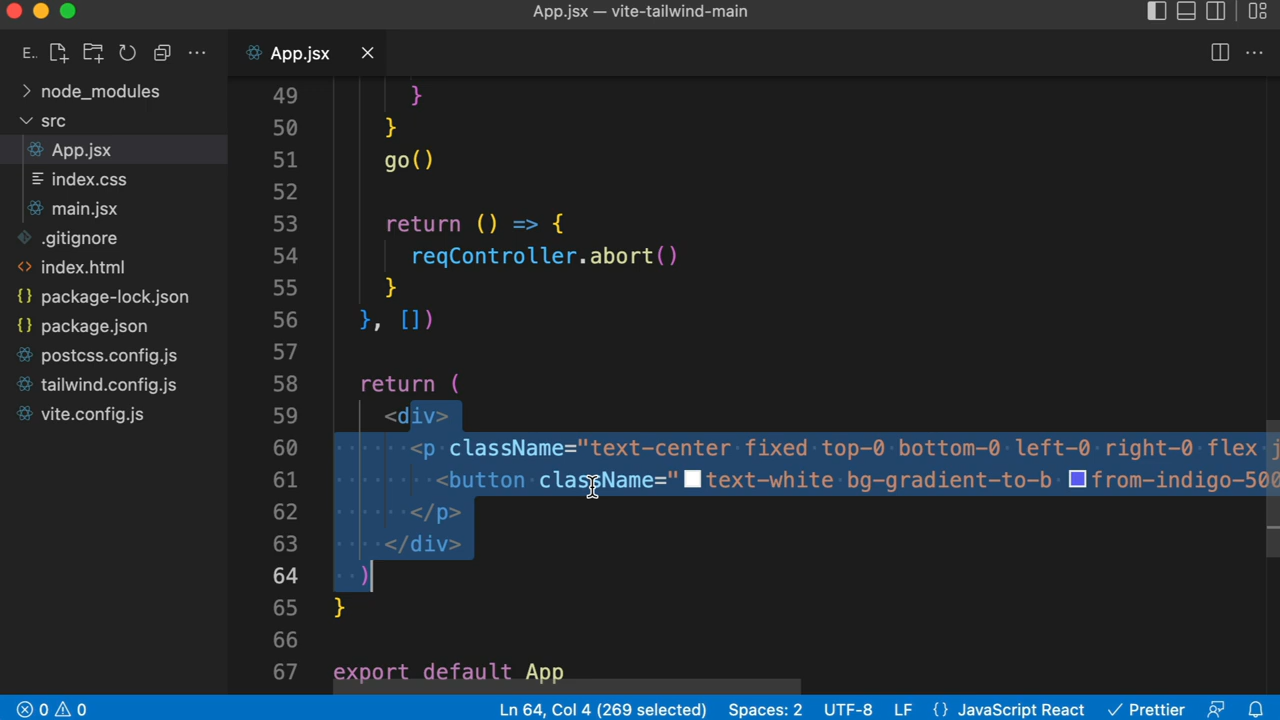 App.jsx — vite-tailwind-main
E..
App.jsx
node_modules
src
App.jsx
index.css
main.jsx
.gitignore
index.html
package-lock.json
package.json
postcss.config.js
tailwind.config.js
vite.config.js
49 }
50 }
51 go()
52
53 return () => {
54 reqController.abort()
55 }
56 }, [])
57
58 return (
59 <div>
60 <p className="text-center fixed top-0 bottom-0 left-0 right-0 flex j
61 <button className="text-white bg-gradient-to-b from-indigo-500
62 </p>
63 </div>
64 )
65 }
66
67 export default App
0 0 Ln 64, Col 4 (269 selected) Spaces: 2 UTF-8 LF {} JavaScript React Prettier